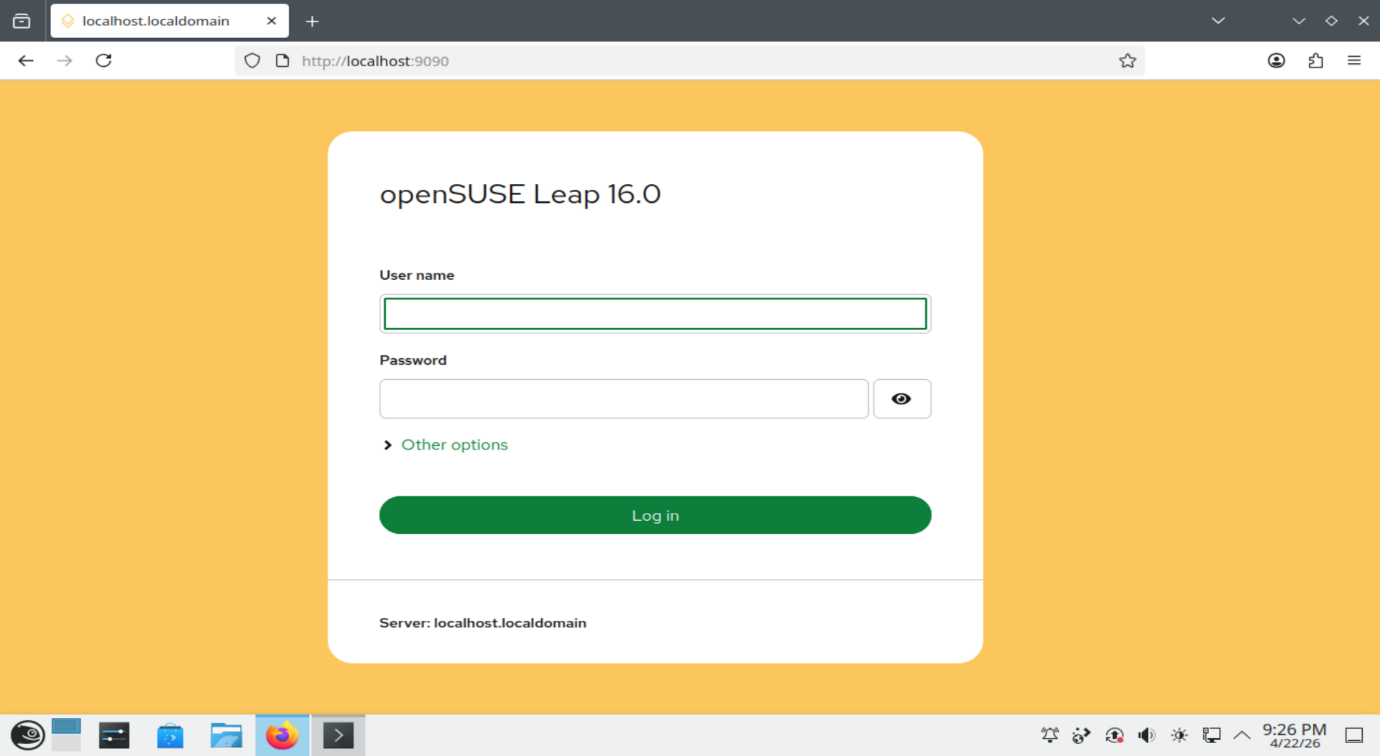 localhost.localdomain
http://localhost:9090
openSUSE Leap 16.0
User name
Password
Other options
Log in
Server: localhost.localdomain
9:26 PM
4/22/26